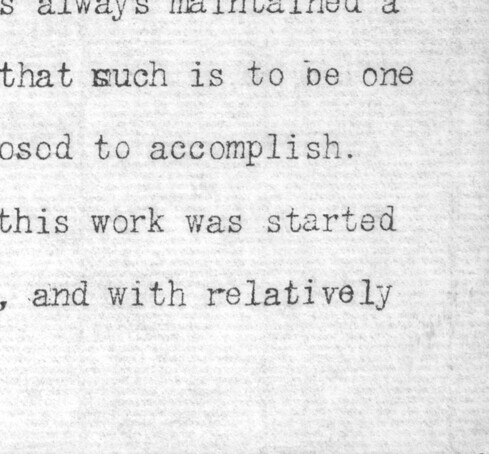 s always maintained a
that such is to be one
osed to accomplish.
this work was started
, and with relatively